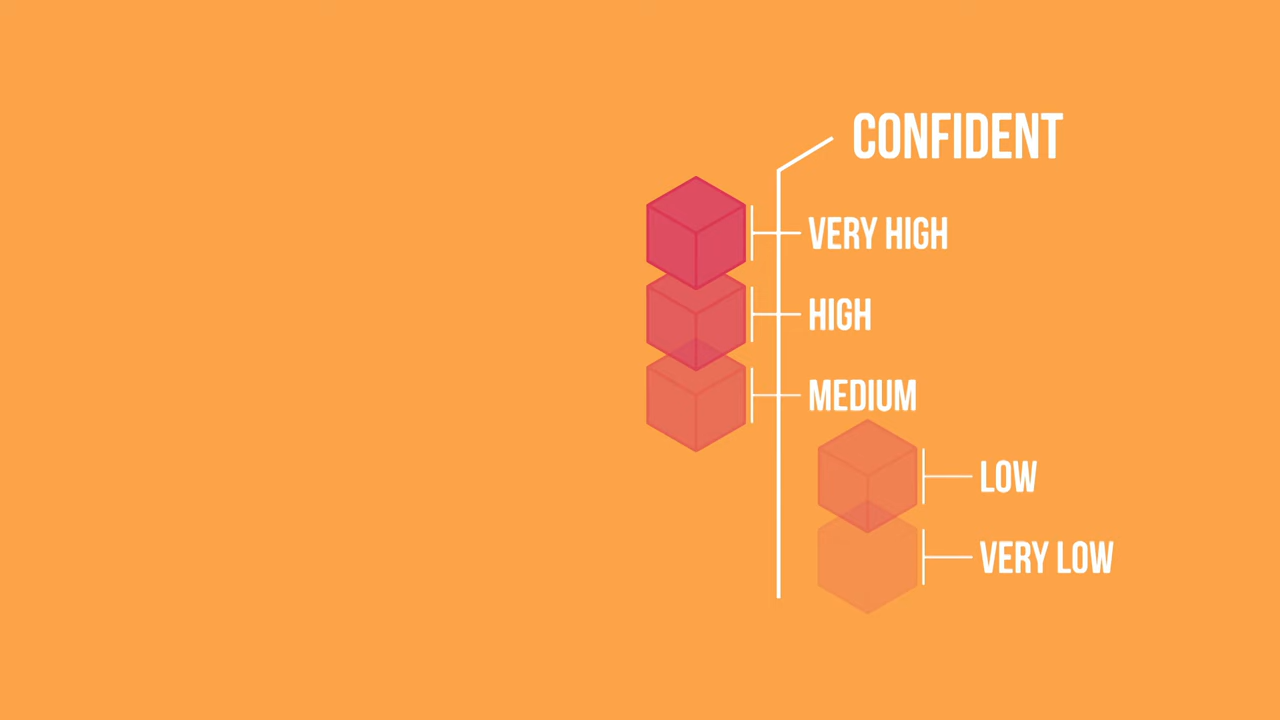 CONFIDENT
VERY HIGH
HIGH
MEDIUM
LOW
VERY LOW